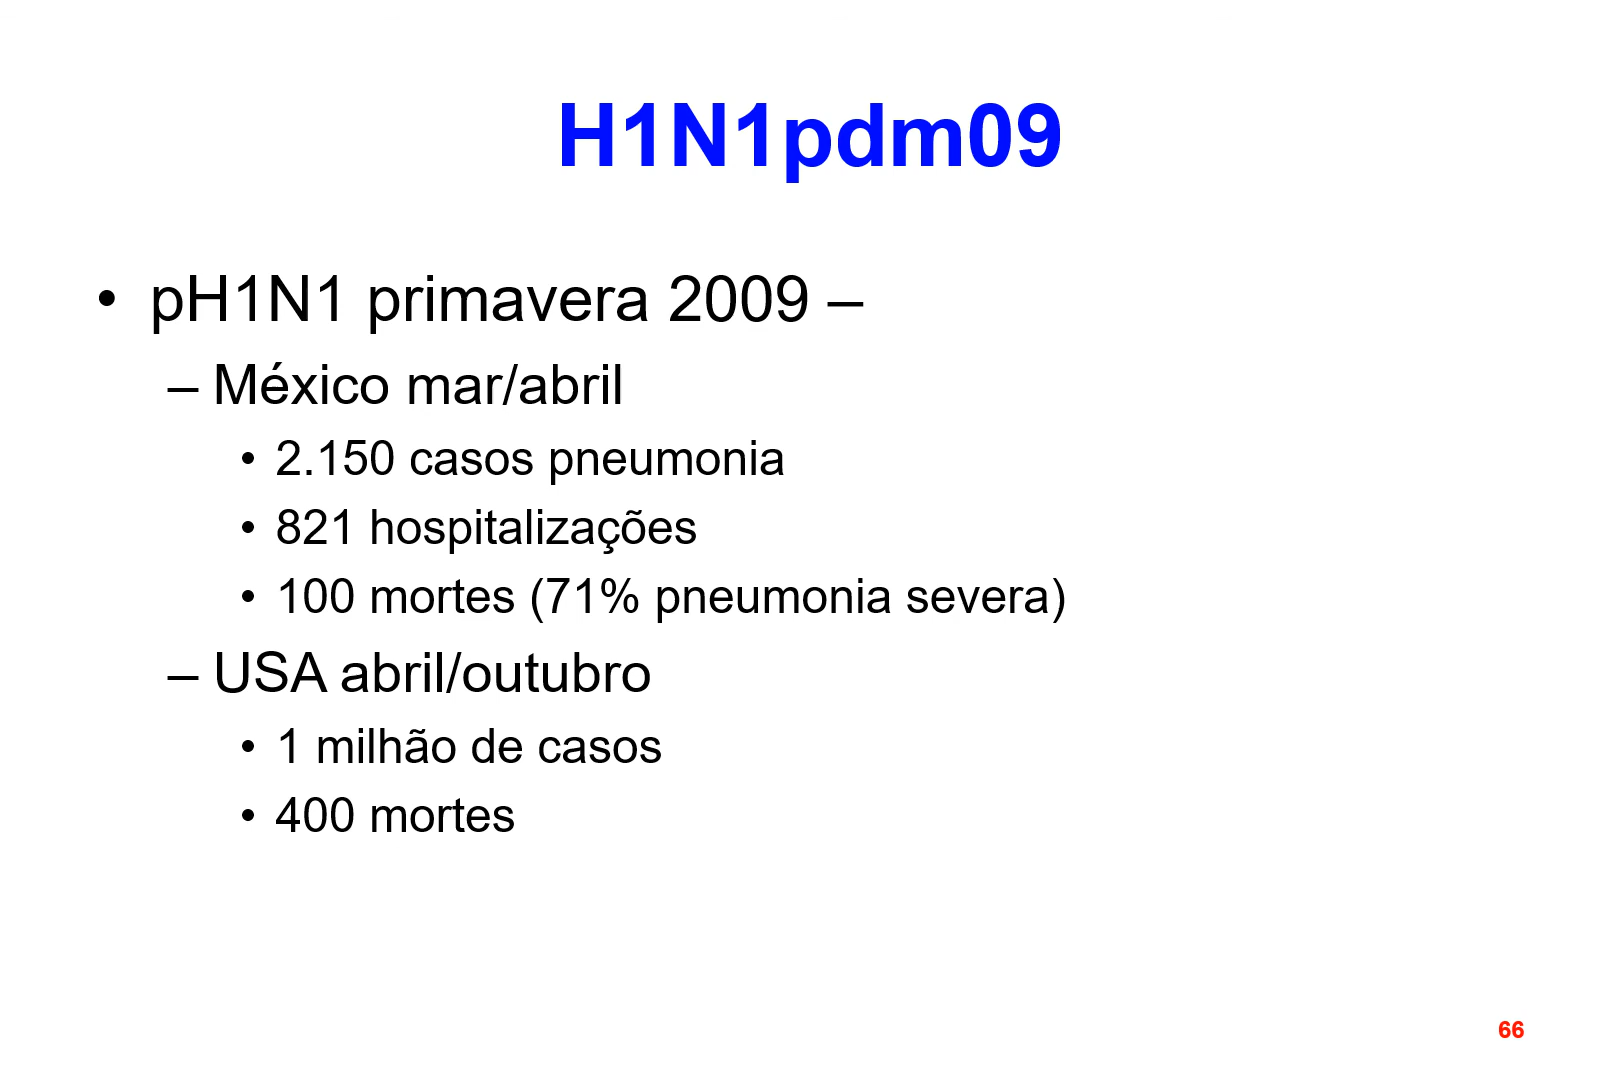 H1N1pdm09
• pH1N1 primavera 2009 –
– México mar/abril
• 2.150 casos pneumonia
• 821 hospitalizações
• 100 mortes (71% pneumonia severa)
– USA abril/outubro
• 1 milhão de casos
• 400 mortes
66